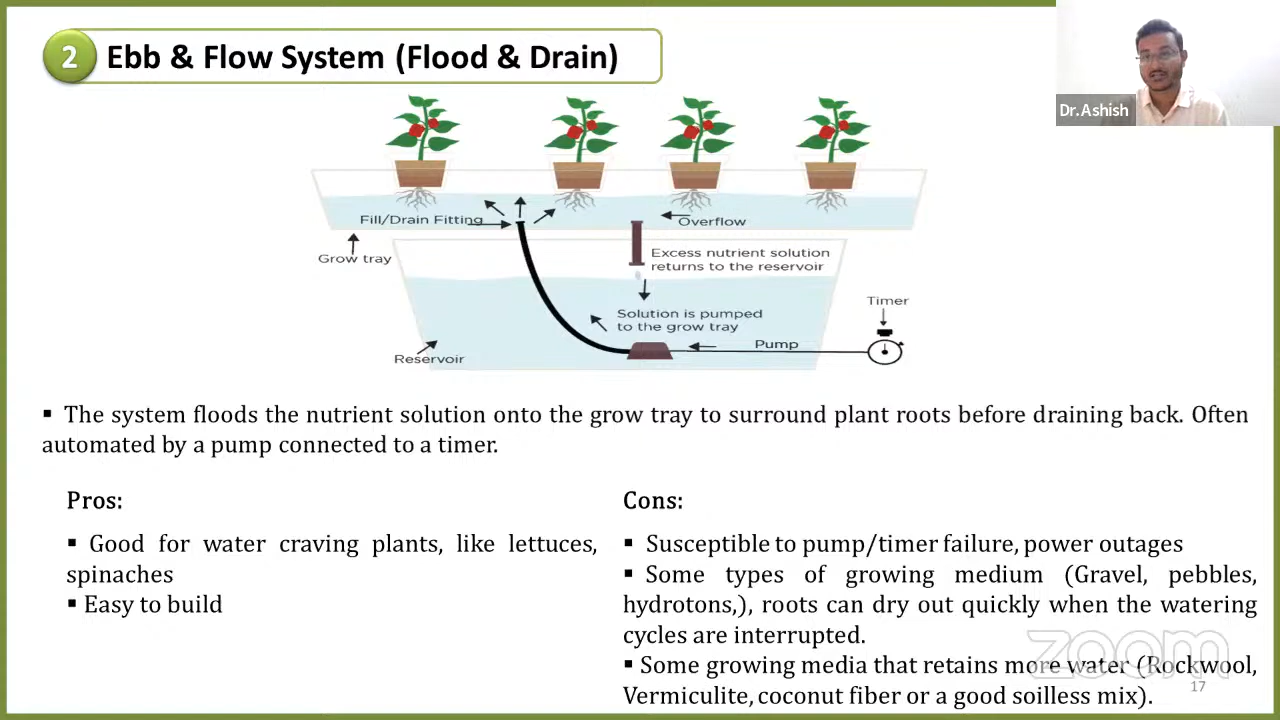 2 Ebb & Flow System (Flood & Drain)
Dr.Ashish
Fill/Drain Fitting
Overflow
Grow tray
Excess nutrient solution
returns to the reservoir
Timer
Solution is pumped
to the grow tray
Pump
Reservoir
▪ The system floods the nutrient solution onto the grow tray to surround plant roots before draining back. Often
automated by a pump connected to a timer.
Pros:
▪ Good for water craving plants, like lettuces,
spinaches
▪ Easy to build
Cons:
▪ Susceptible to pump/timer failure, power outages
▪ Some types of growing medium (Gravel, pebbles,
hydrotons,), roots can dry out quickly when the watering
cycles are interrupted.
▪ Some growing media that retains more water (Rockwool,
Vermiculite, coconut fiber or a good soilless mix).
zoom
17